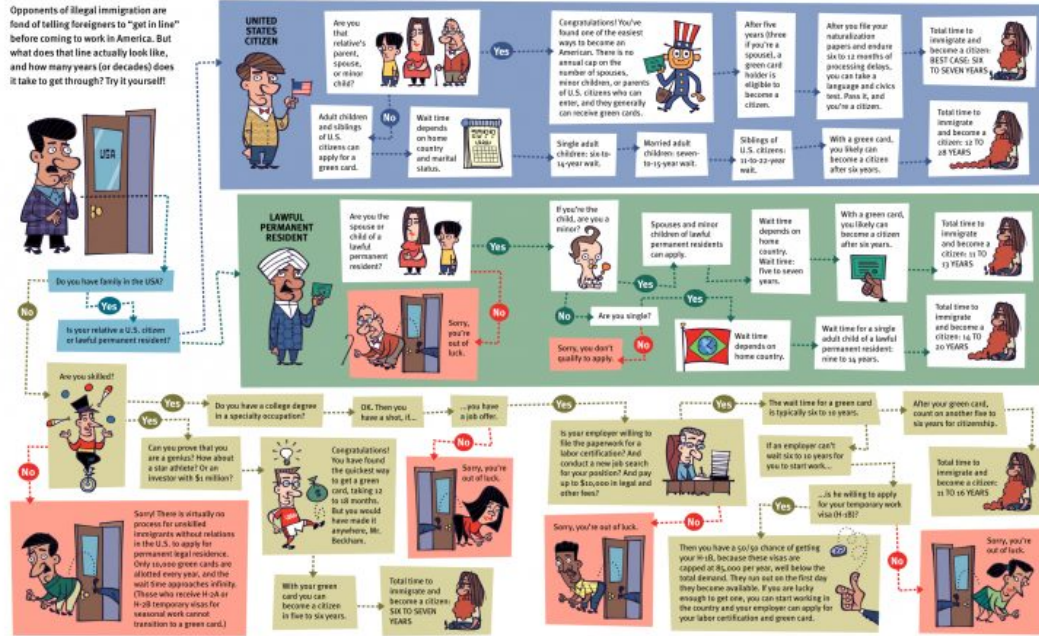 Opponents of illegal immigration are
fond of telling foreigners to "get in line"
before coming to work in America. But
what does that line actually look like,
and how many years (or decades) does
it take to get through? Try it yourself!
USA
Do you have family in the USA?
No
Yes
Is your relative a U.S. citizen
or lawful permanent resident?
UNITED
STATES
CITIZEN
Are you
that
relative's
parent,
spouse,
or minor
child?
Yes
Congratulations! You've
found one of the easiest
ways to become an
American. There is no
annual cap on the
number of spouses,
minor children, or parents
of U.S. citizens who can
enter, and they generally
can receive green cards.
After five
years (three
if you're a
spouse), a
green card
holder is
eligible to
become a
citizen.
After you file your
naturalization
papers and endure
six to 12 months of
processing delays,
you can take a
language and civics
test. Pass it, and
you're a citizen.
Total time to
immigrate and
become a citizen:
BEST CASE: SIX
TO SEVEN YEARS
No
Adult children
and siblings
of U.S.
citizens can
apply for a
green card.
Wait time
depends
on home
country
and marital
status.
Single adult
children: six-to-
14-year wait.
Married adult
children: seven-
to-15-year wait.
Siblings of
U.S. citizens:
11-to-22-year
wait.
With a green card,
you likely can
become a citizen
after six years.
Total time to
immigrate and
become a
citizen: 12 TO
28 YEARS
LAWFUL
PERMANENT
RESIDENT
Are you the
spouse or
child of a
lawful
permanent
resident?
Yes
No
Sorry,
you're
out of
luck.
If you're the
child, are you a
minor?
Yes
Spouses and minor
children of lawful
permanent residents
can apply.
Wait time
depends on
home
country.
Wait time:
five to seven
years.
With a green card,
you likely can
become a citizen
after six years.
Total time to
immigrate
and become a
citizen: 11 TO
13 YEARS
No
Are you single?
Yes
No
Sorry, you don't
qualify to apply.
Wait time
depends on
home country.
Wait time for a single
adult child of a lawful
permanent resident:
nine to 14 years.
Total time to
immigrate
and become a
citizen: 14 TO
20 YEARS
Are you skilled?
Yes
Do you have a college degree
in a specialty occupation?
OK. Then you
have a shot, if...
...you have
a job offer.
Yes
No
Sorry, you're
out of luck.
Yes
Can you prove that you
are a genius? How about
a star athlete? Or an
investor with $1 million?
Congratulations!
You have found
the quickest way
to get a green
card, taking 12
to 18 months.
But you would
have made it
anywhere, Mr.
Beckham.
With your green
card you can
become a citizen
in five to six years.
Total time to
immigrate and
become a citizen:
SIX TO SEVEN
YEARS
No
Sorry! There is virtually no
process for unskilled
immigrants without relations
in the U.S. to apply for
permanent legal residence.
Only 10,000 green cards are
allotted every year, and the
wait time approaches infinity.
(Those who receive H-2A or
H-2B temporary visas for
seasonal work cannot
transition to a green card.)
Is your employer willing to
file the paperwork for a
labor certification? And
conduct a new job search
for your position? And pay
up to $10,000 in legal and
other fees?
Yes
The wait time for a green card
is typically six to 10 years.
After your green card,
count on another five to
six years for citizenship.
Total time to
immigrate and
become a citizen:
11 TO 16 YEARS
If an employer can't
wait six to 10 years for
you to start work...
...is he willing to apply
for your temporary work
visa (H-1B)?
No
Sorry, you're out of luck.
Yes
Then you have a 50/50 chance of getting
your H-1B, because these visas are
capped at 85,000 per year, well below the
total demand. They run out on the first day
they become available. If you are lucky
enough to get one, you can start working in
the country and your employer can apply for
your labor certification and green card.
No
Sorry, you're
out of luck.